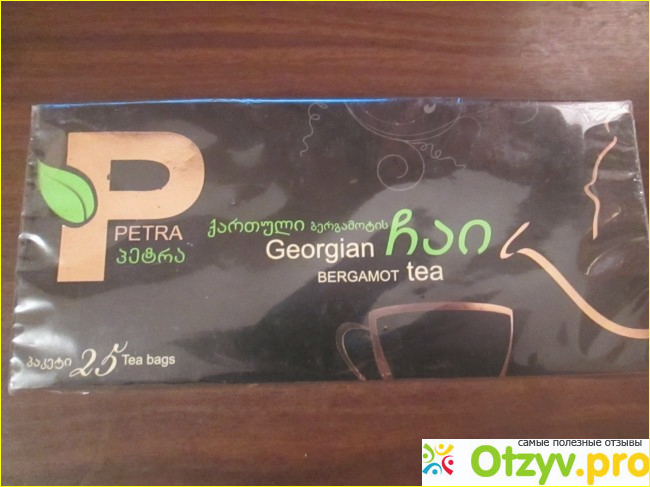 P
PETRA
პეტრა
ქართული ბერგამოტის ჩაი
Georgian
BERGAMOT tea
პაკეტი 25 Tea bags
самые полезные отзывы
Otzyv.pro